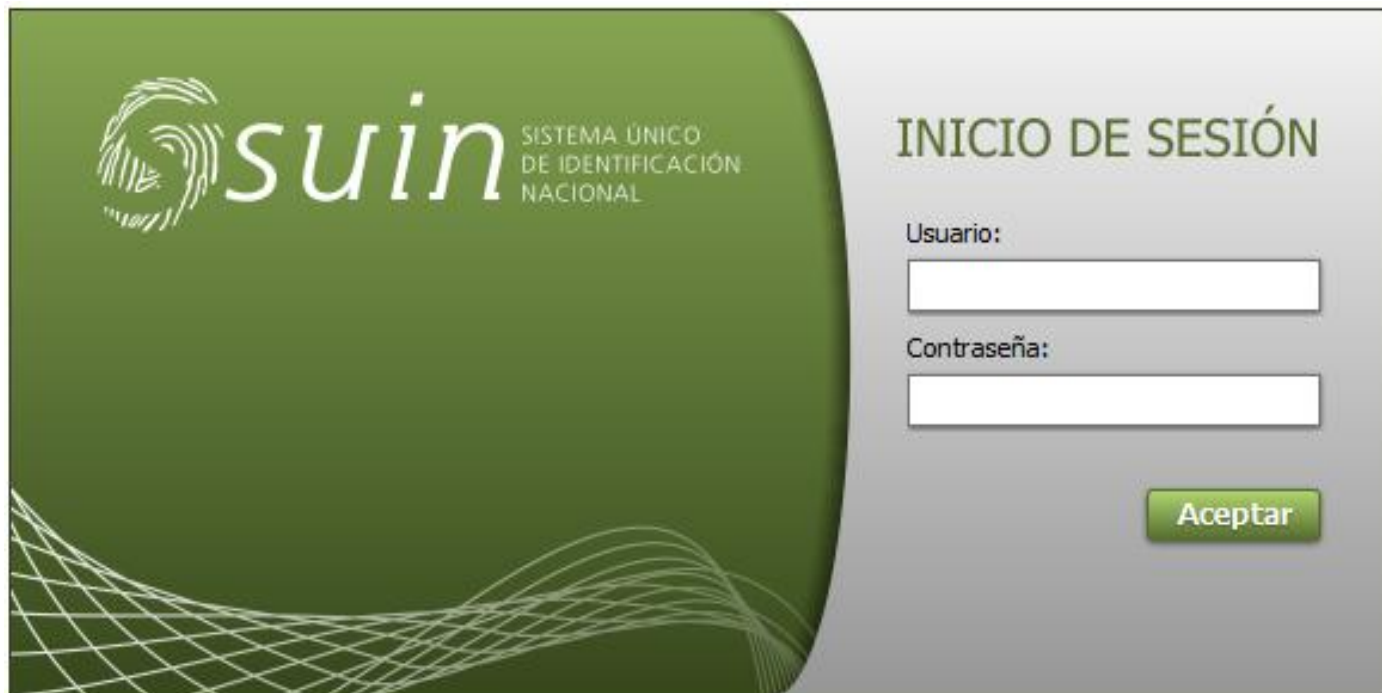 suin
SISTEMA ÚNICO
DE IDENTIFICACIÓN
NACIONAL
INICIO DE SESIÓN
Usuario:
Contraseña:
Aceptar